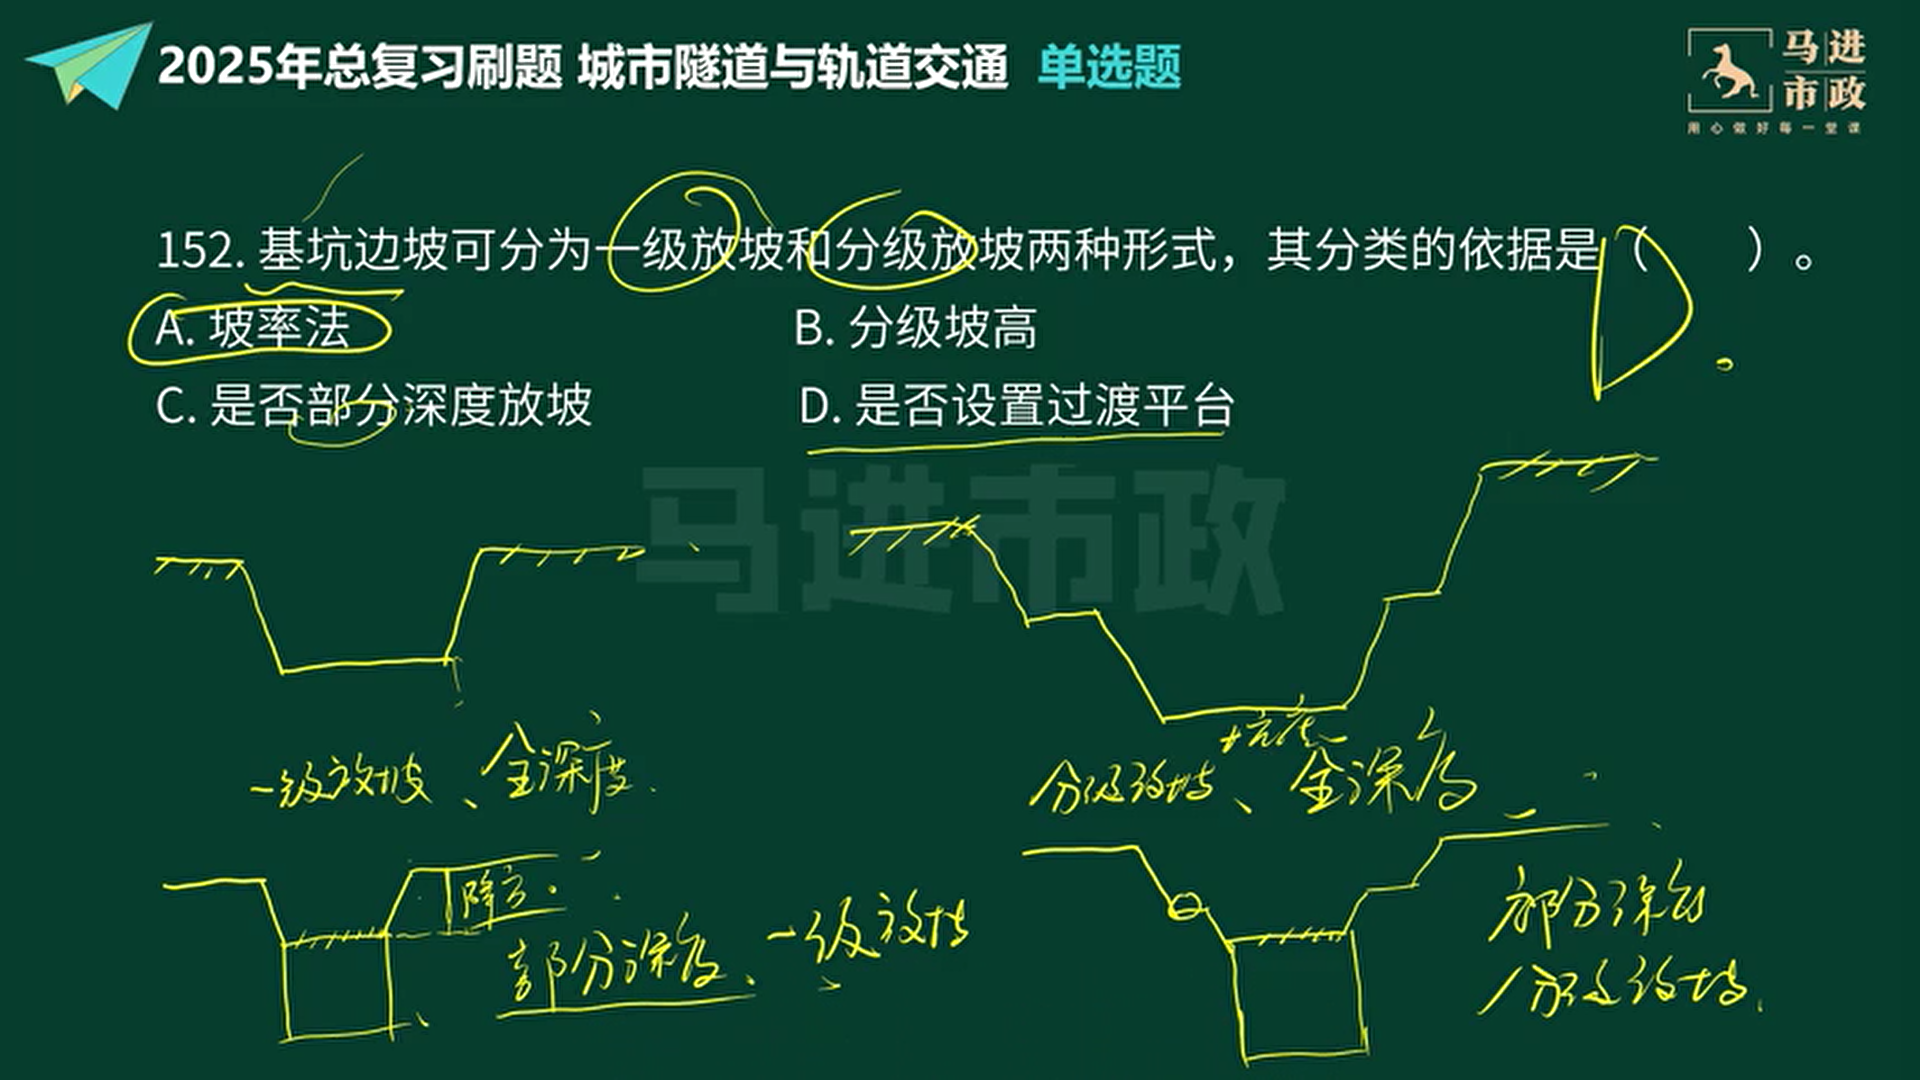 2025年总复习刷题 城市隧道与轨道交通 单选题
马进
市政
用心做好每一堂课
152. 基坑边坡可分为一级放坡和分级放坡两种形式，其分类的依据是（ ）。
D
A. 坡率法 B. 分级坡高
C. 是否部分深度放坡 D. 是否设置过渡平台
马进市政
坑底
一级放坡、全深度
分级放坡、全深度
降方
部分深度、一级放坡
部分深度
分级放坡